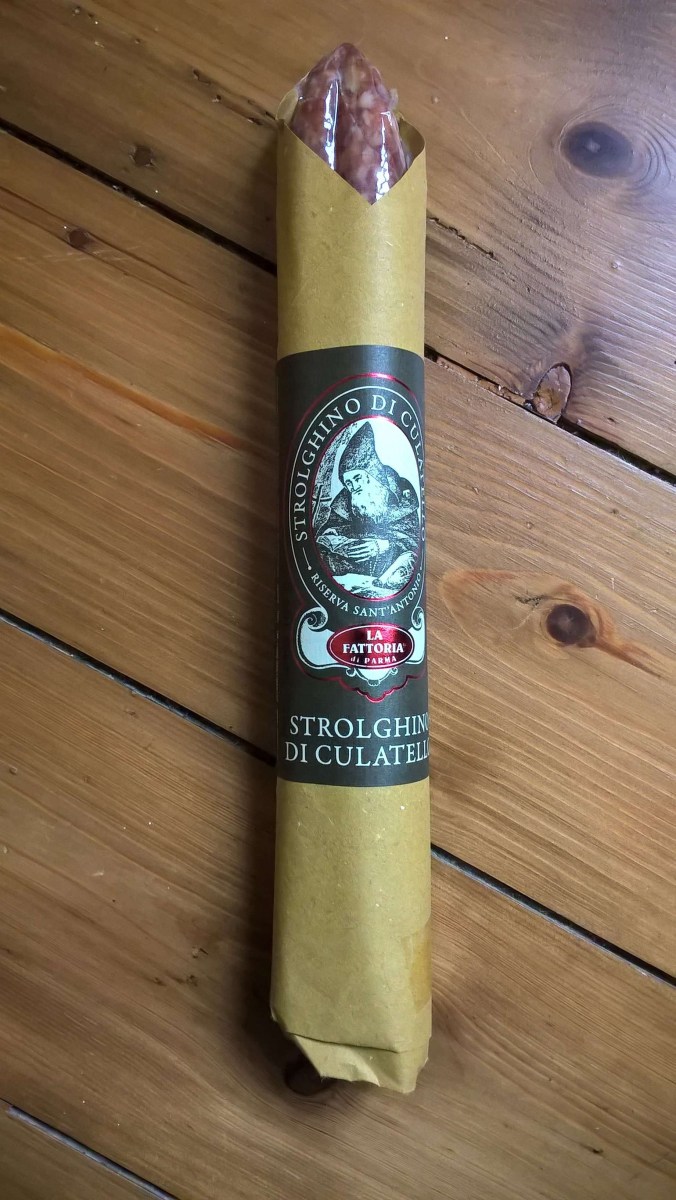 STROLGHINO DI CULATELLO
• RISERVA SANT'ANTONIO
LA
FATTORIA
di PARMA
STROLGHINO
DI CULATELLO